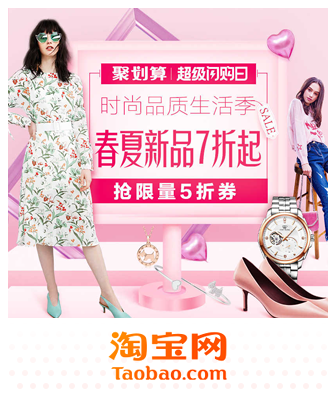 聚划算 | 超级闪购日
时尚品质生活季
春夏新品7折起
SALE
抢限量5折券
淘宝网
Taobao.com